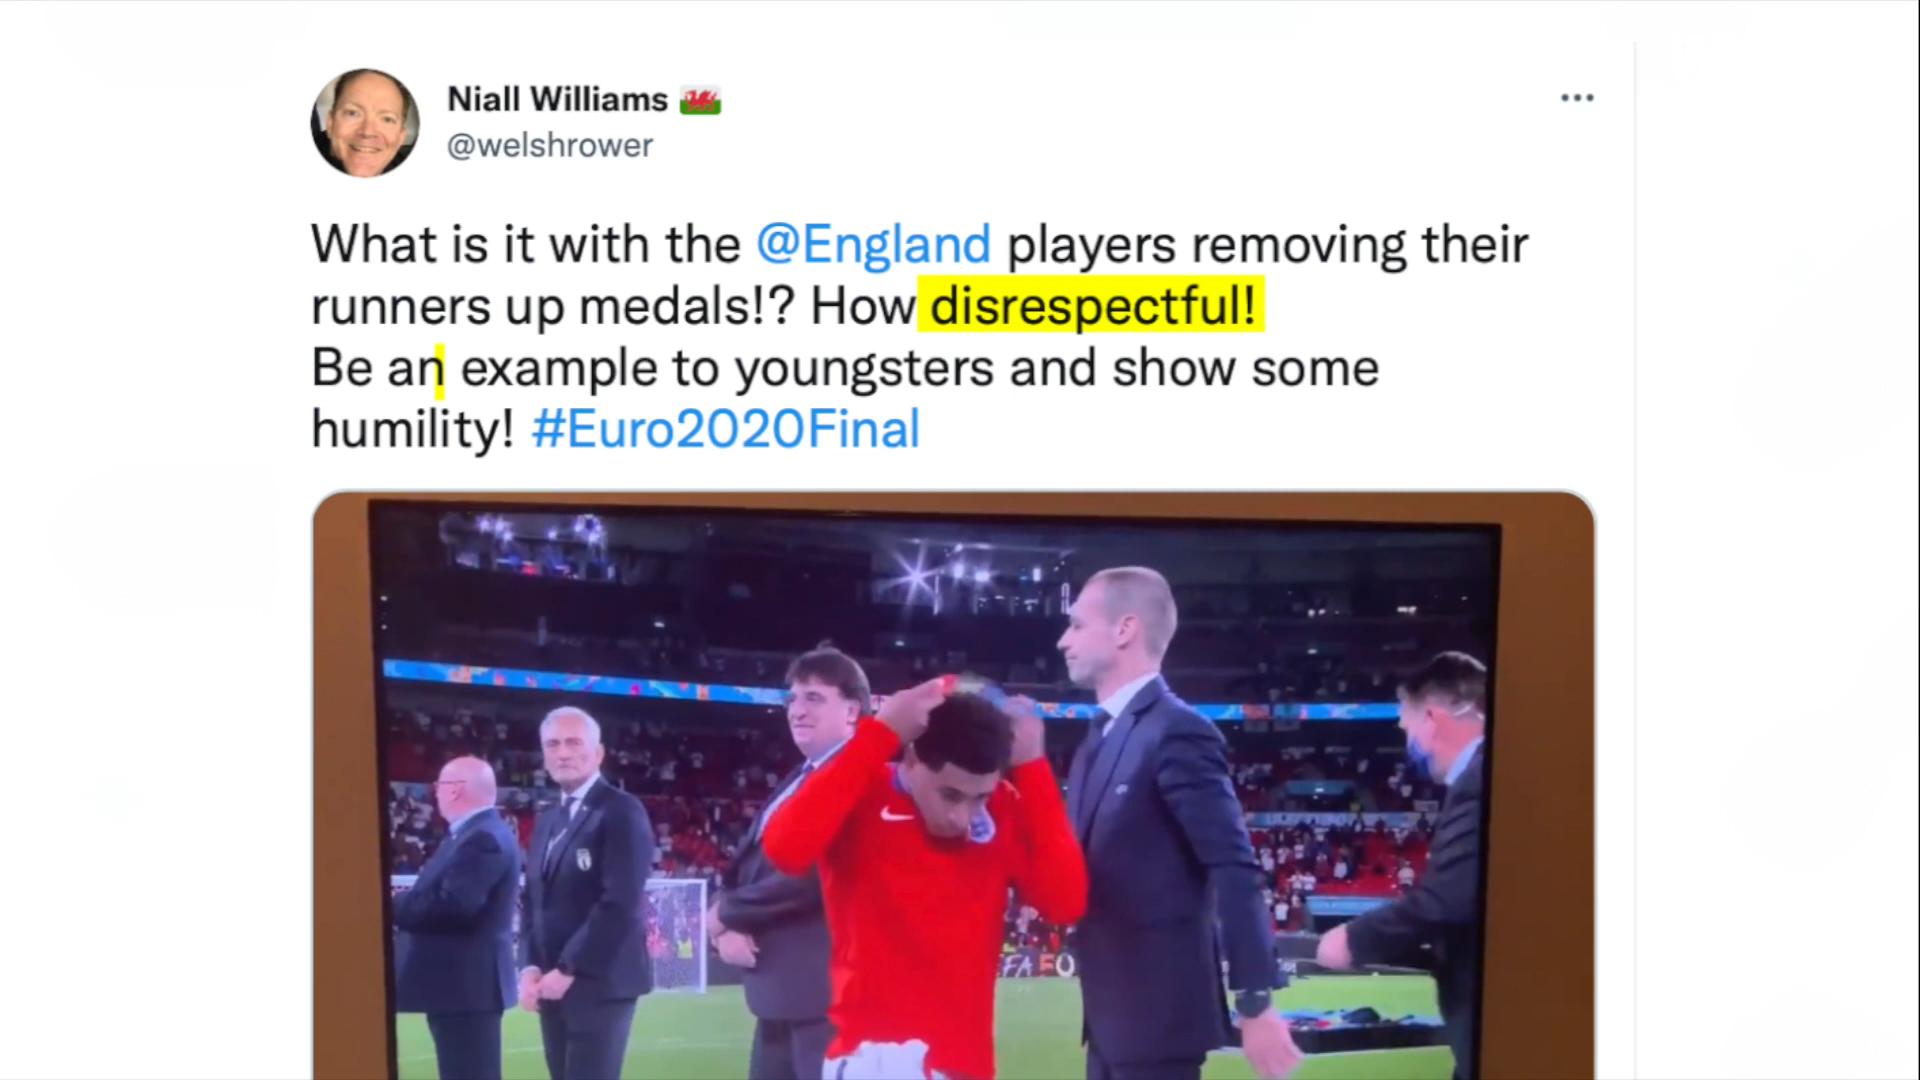 Niall Williams
@welshrower
What is it with the @England players removing their
runners up medals!? How disrespectful!
Be an example to youngsters and show some
humility! #Euro2020Final